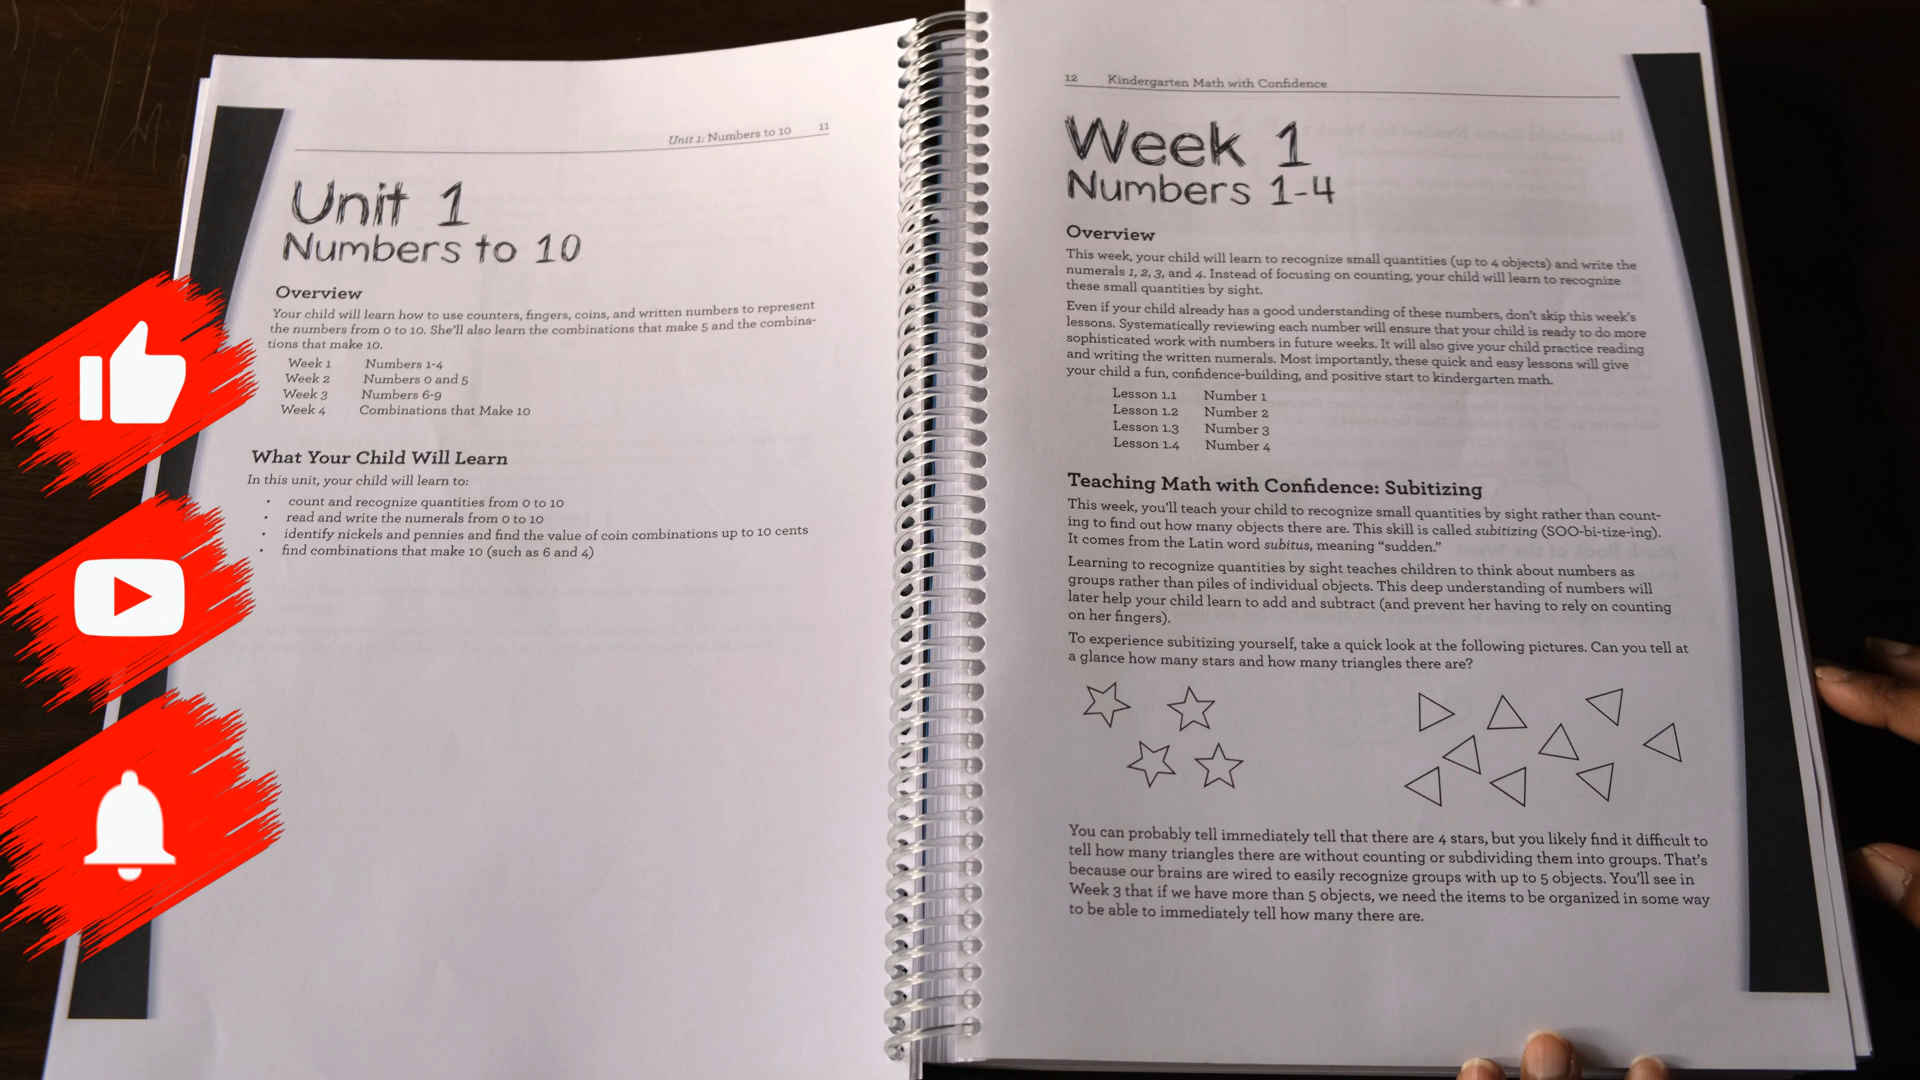 Unit 1: Numbers to 10 11
Unit 1
Numbers to 10
Overview
Your child will learn how to use counters, fingers, coins, and written numbers to represent
the numbers from 0 to 10. She'll also learn the combinations that make 5 and the combina-
tions that make 10.
Week 1 Numbers 1-4
Week 2 Numbers 0 and 5
Week 3 Numbers 6-9
Week 4 Combinations that Make 10
What Your Child Will Learn
In this unit, your child will learn to:
• count and recognize quantities from 0 to 10
• read and write the numerals from 0 to 10
• identify nickels and pennies and find the value of coin combinations up to 10 cents
• find combinations that make 10 (such as 6 and 4)
12 Kindergarten Math with Confidence
Week 1
Numbers 1-4
Overview
This week, your child will learn to recognize small quantities (up to 4 objects) and write the
numerals 1, 2, 3, and 4. Instead of focusing on counting, your child will learn to recognize
these small quantities by sight.
Even if your child already has a good understanding of these numbers, don't skip this week's
lessons. Systematically reviewing each number will ensure that your child is ready to do more
sophisticated work with numbers in future weeks. It will also give your child practice reading
and writing the written numerals. Most importantly, these quick and easy lessons will give
your child a fun, confidence-building, and positive start to kindergarten math.
Lesson 1.1 Number 1
Lesson 1.2 Number 2
Lesson 1.3 Number 3
Lesson 1.4 Number 4
Teaching Math with Confidence: Subitizing
This week, you'll teach your child to recognize small quantities by sight rather than count-
ing to find out how many objects there are. This skill is called subitizing (SOO-bi-tize-ing).
It comes from the Latin word subitus, meaning “sudden.”
Learning to recognize quantities by sight teaches children to think about numbers as
groups rather than piles of individual objects. This deep understanding of numbers will
later help your child learn to add and subtract (and prevent her having to rely on counting
on her fingers).
To experience subitizing yourself, take a quick look at the following pictures. Can you tell at
a glance how many stars and how many triangles there are?
You can probably tell immediately tell that there are 4 stars, but you likely find it difficult to
tell how many triangles there are without counting or subdividing them into groups. That's
because our brains are wired to easily recognize groups with up to 5 objects. You'll see in
Week 3 that if we have more than 5 objects, we need the items to be organized in some way
to be able to immediately tell how many there are.